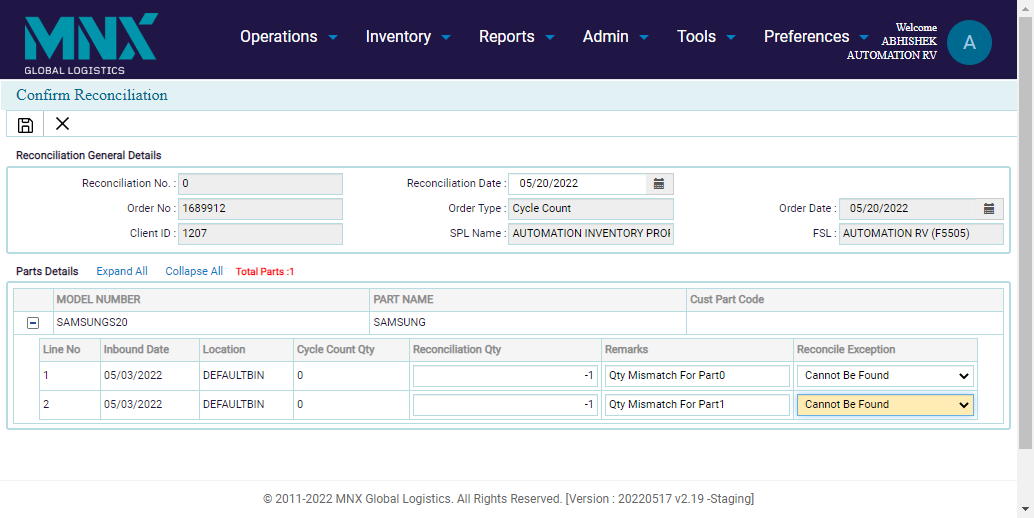 MNX
GLOBAL LOGISTICS
Operations Inventory Reports Admin Tools Preferences
Welcome
ABHISHEK
AUTOMATION RV
A
Confirm Reconciliation
Reconciliation General Details
Reconciliation No. : 0 Reconciliation Date : 05/20/2022
Order No : 1689912 Order Type : Cycle Count Order Date : 05/20/2022
Client ID : 1207 SPL Name : AUTOMATION INVENTORY PROF FSL : AUTOMATION RV (F5505)
Parts Details Expand All Collapse All Total Parts :1
MODEL NUMBER PART NAME Cust Part Code
SAMSUNGS20 SAMSUNG
Line No Inbound Date Location Cycle Count Qty Reconciliation Qty Remarks Reconcile Exception
1 05/03/2022 DEFAULTBIN 0 -1 Qty Mismatch For Part0 Cannot Be Found
2 05/03/2022 DEFAULTBIN 0 -1 Qty Mismatch For Part1 Cannot Be Found
© 2011-2022 MNX Global Logistics. All Rights Reserved. [Version : 20220517 v2.19 -Staging]